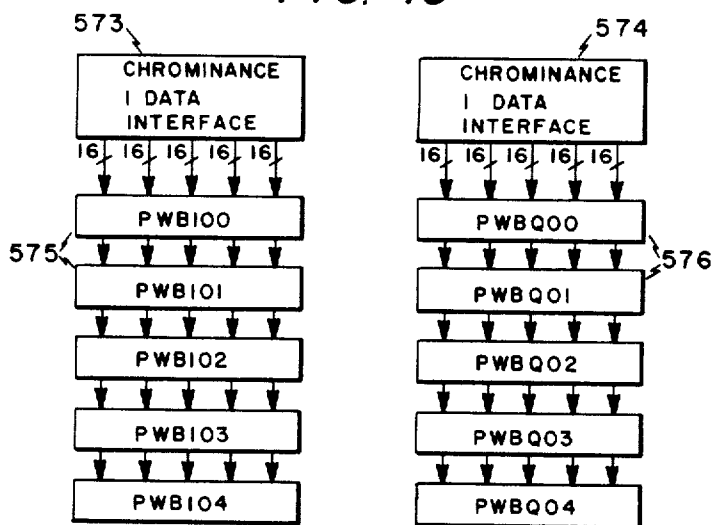 573
574
CHROMINANCE
I DATA
INTERFACE
CHROMINANCE
I DATA
INTERFACE
16 16 16 16 16
16 16 16 16 16
PWBI00
PWBQ00
575
576
PWBI01
PWBQ01
PWBI02
PWBQ02
PWBI03
PWBQ03
PWBI04
PWBQ04